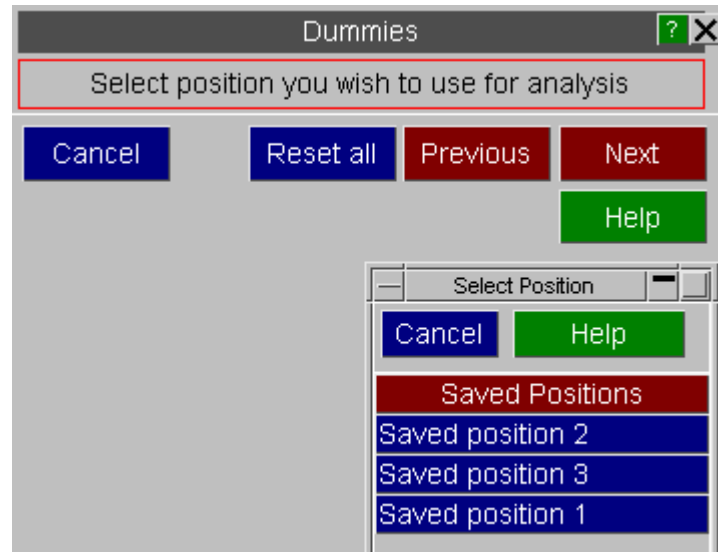 Dummies ?
Select position you wish to use for analysis
Cancel Reset all Previous Next
Help
Select Position
Cancel Help
Saved Positions
Saved position 2
Saved position 3
Saved position 1